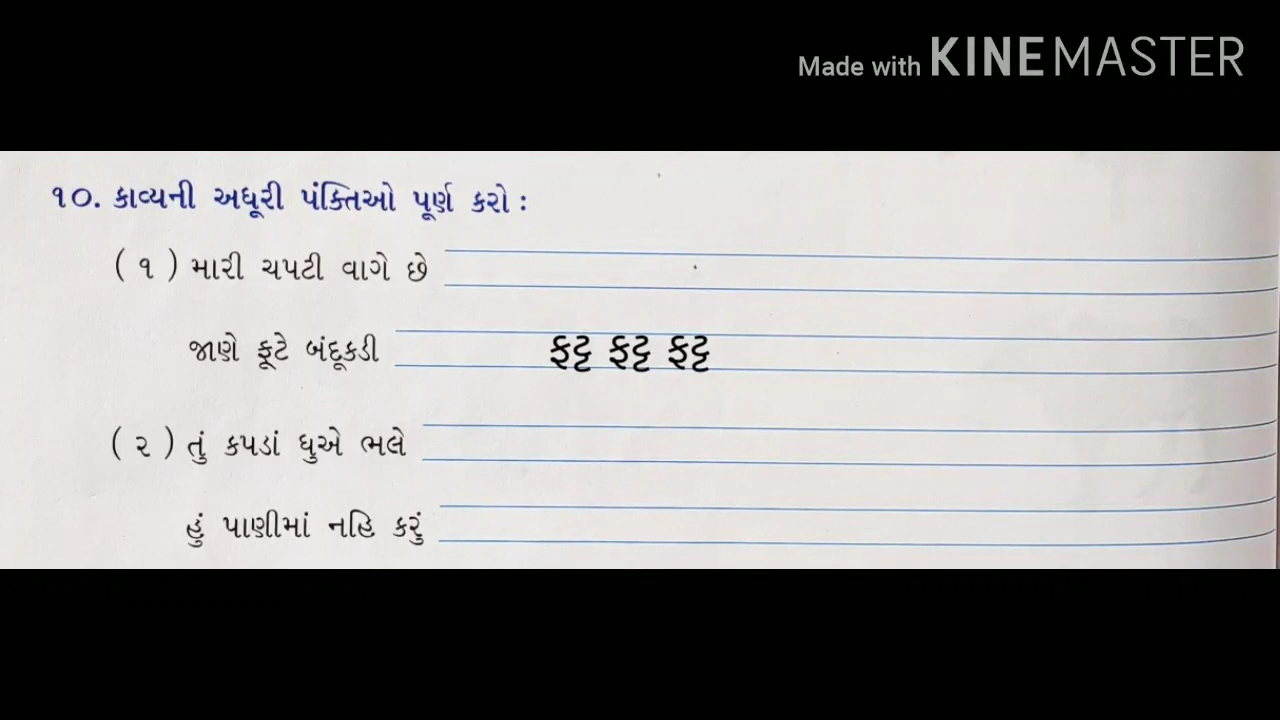 Made with KINEMASTER
૧૦. કાવ્યની અધૂરી પંક્તિઓ પૂર્ણ કરો :
( ૧ ) મારી ચપટી વાગે છે
જાણે ફૂટે બંદૂકડી ફટ્ટ ફટ્ટ ફટ્ટ
( ૨ ) તું કપડાં ધુએ ભલે
હું પાણીમાં નહિ કરું